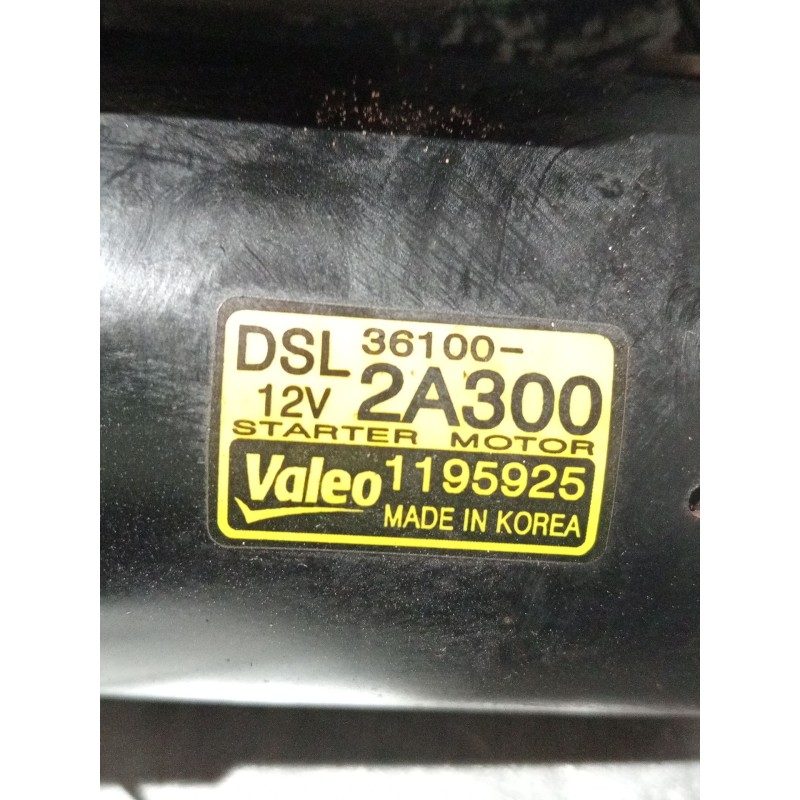 DSL 36100-
12V 2A300
STARTER MOTOR
Valeo 1195925
MADE IN KOREA